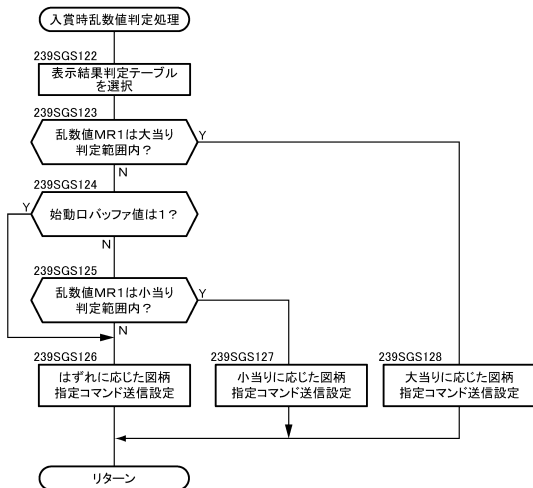 入賞時乱数値判定処理
239SGS122
表示結果判定テーブル
を選択
239SGS123
乱数値MR1は大当り
判定範囲内?
Y
N
239SGS124
Y
始動口バッファ値は1?
N
239SGS125
乱数値MR1は小当り
判定範囲内?
Y
N
239SGS126
はずれに応じた図柄
指定コマンド送信設定
239SGS127
小当りに応じた図柄
指定コマンド送信設定
239SGS128
大当りに応じた図柄
指定コマンド送信設定
リターン